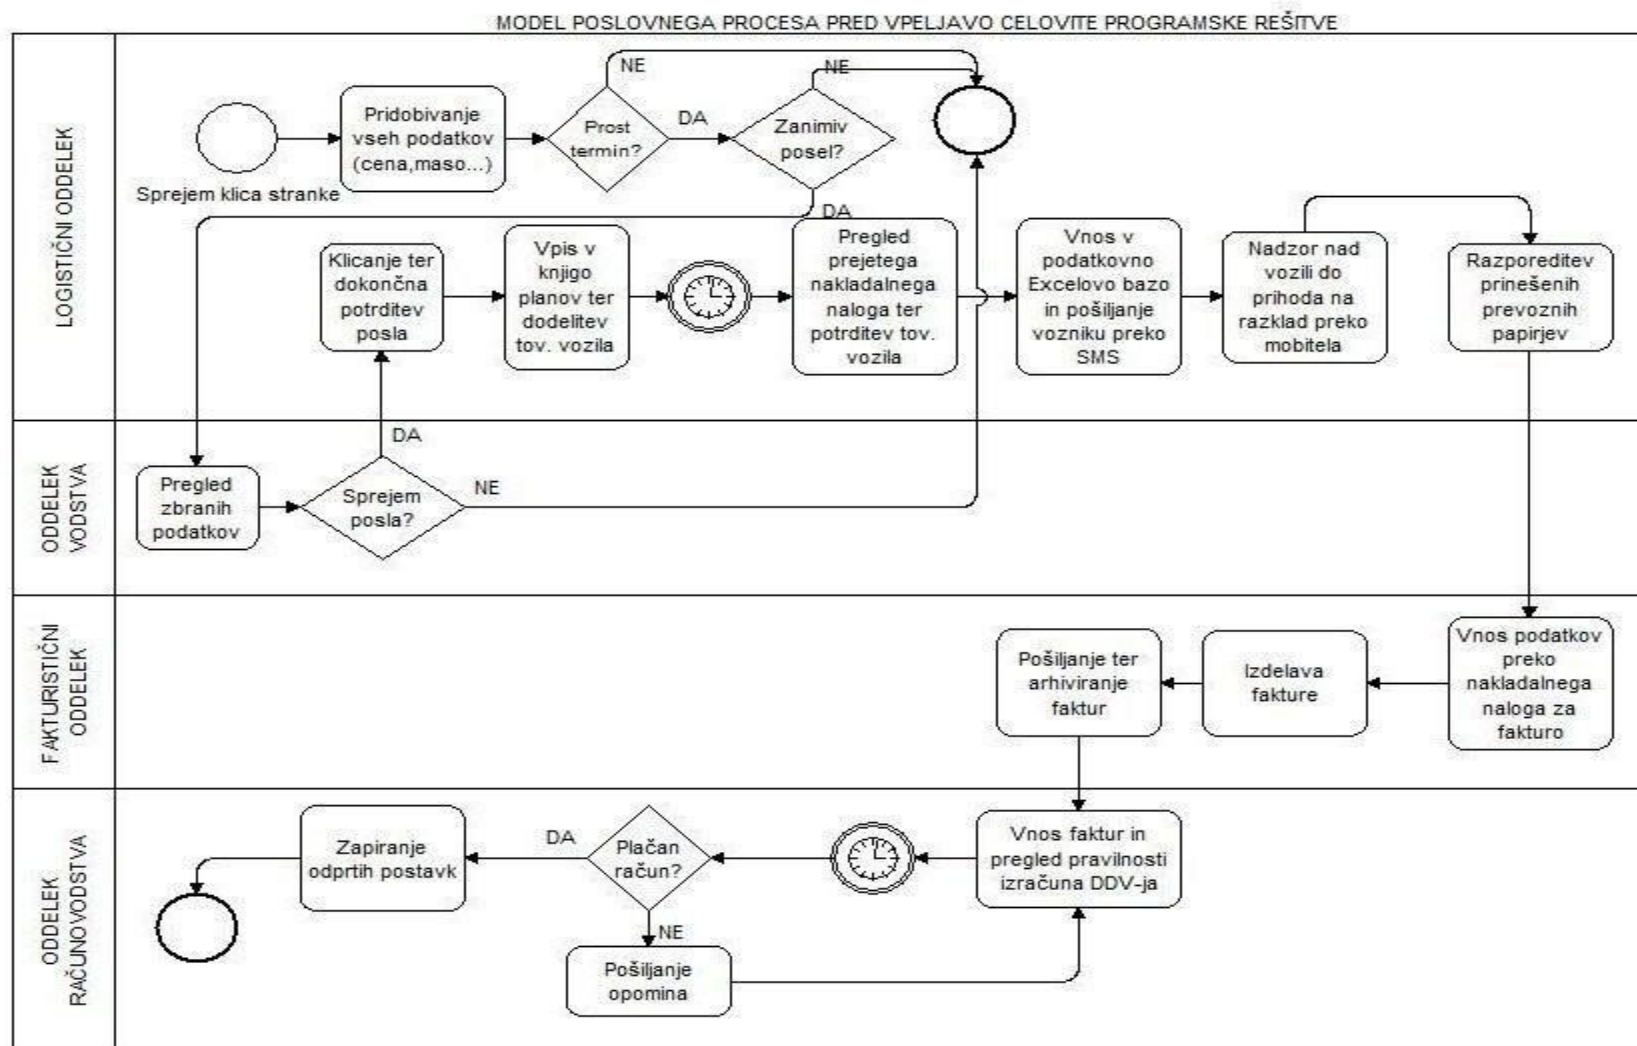 MODEL POSLOVNEGA PROCESA PRED VPELJAVO CELOVITE PROGRAMSKE REŠITVE
LOGISTIČNI ODDELEK
Sprejem klica stranke
Pridobivanje
vseh podatkov
(cena,maso...)
Prost
termin?
NE
DA
Zanimiv
posel?
NE
DA
Klicanje ter
dokončna
potrditev
posla
Vpis v
knjigo
planov ter
dodelitev
tov. vozila
Pregled
prejetega
nakladalnega
naloga ter
potrditev tov.
vozila
Vnos v
podatkovno
Excelovo bazo
in pošiljanje
vozniku preko
SMS
Nadzor nad
vozili do
prihoda na
razklad preko
mobitela
Razporeditev
prinešenih
prevoznih
papirjev
ODDELEK
VODSTVA
Pregled
zbranih
podatkov
Sprejem
posla?
DA
NE
FAKTURISTIČNI
ODDELEK
Vnos podatkov
preko
nakladalnega
naloga za
fakturo
Izdelava
fakture
Pošiljanje ter
arhiviranje
faktur
ODDELEK
RAČUNOVODSTVA
Vnos faktur in
pregled pravilnosti
izračuna DDV-ja
Plačan
račun?
DA
NE
Zapiranje
odprtih postavk
Pošiljanje
opomina